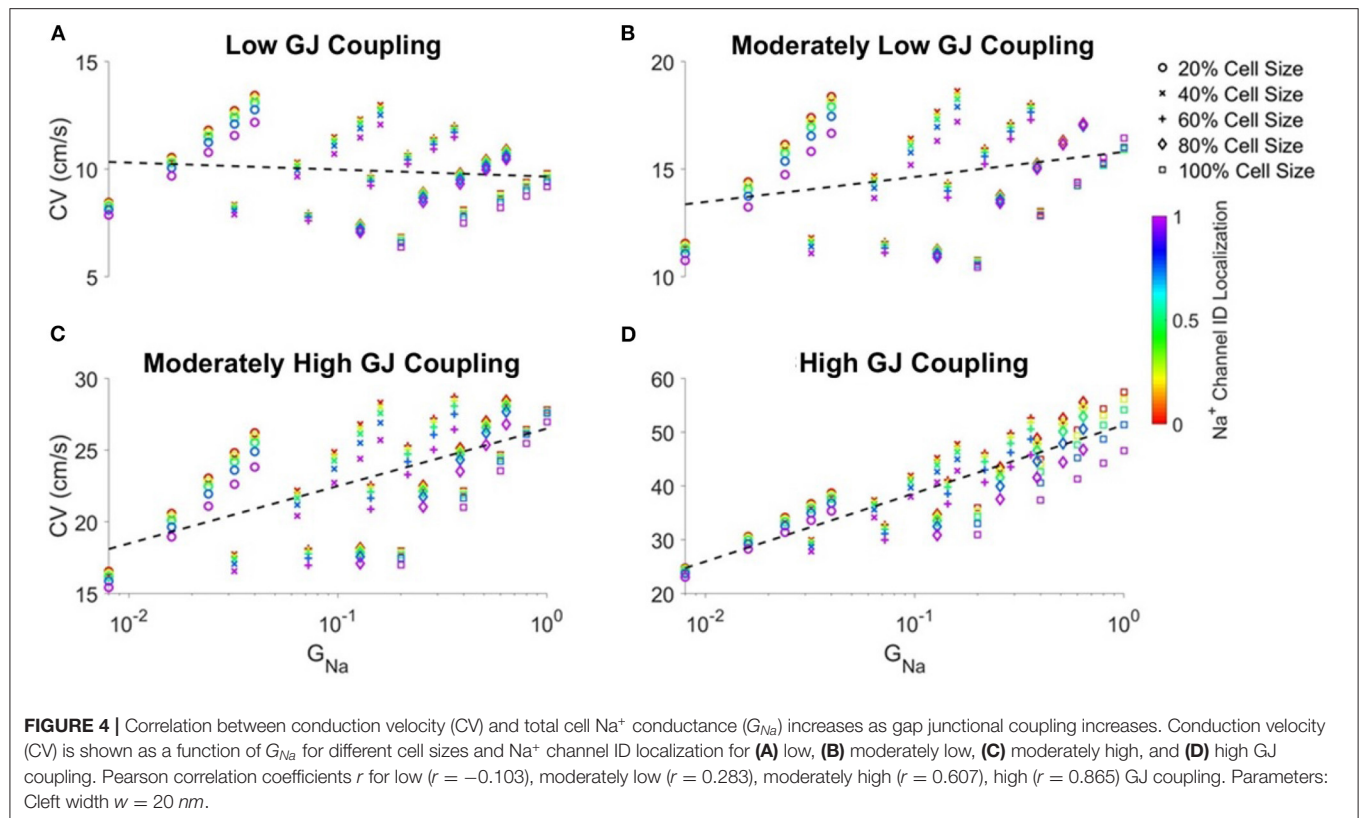 A
Low GJ Coupling
15
10
5
CV (cm/s)
B
Moderately Low GJ Coupling
20
15
10
20% Cell Size
40% Cell Size
60% Cell Size
80% Cell Size
100% Cell Size
1
0.5
0
Na+ Channel ID Localization
C
Moderately High GJ Coupling
30
25
20
15
CV (cm/s)
10-2
10-1
100
GNa
D
High GJ Coupling
60
50
40
30
20
10-2
10-1
100
GNa
FIGURE 4 | Correlation between conduction velocity (CV) and total cell Na+ conductance (GNa) increases as gap junctional coupling increases. Conduction velocity
(CV) is shown as a function of GNa for different cell sizes and Na+ channel ID localization for (A) low, (B) moderately low, (C) moderately high, and (D) high GJ
coupling. Pearson correlation coefficients r for low (r = −0.103), moderately low (r = 0.283), moderately high (r = 0.607), high (r = 0.865) GJ coupling. Parameters:
Cleft width w = 20 nm.